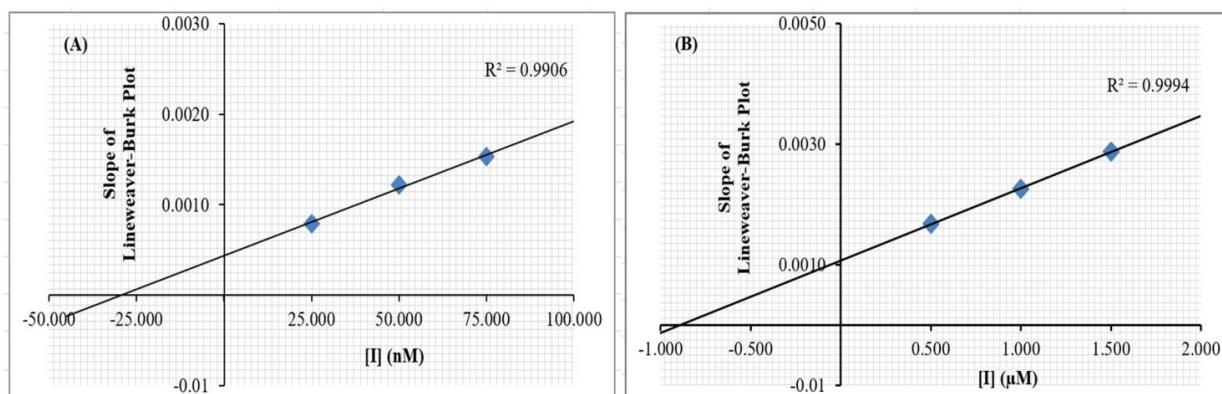 (A)
0.0030
R² = 0.9906
Slope of
Lineweaver-Burk Plot
0.0020
0.0010
-50.000
-25.000
25.000
50.000
75.000
100.000
[I] (nM)
-0.01
(B)
0.0050
R² = 0.9994
Slope of
Lineweaver-Burk Plot
0.0030
0.0010
-1.000
-0.500
0.500
1.000
1.500
2.000
[I] (µM)
-0.01